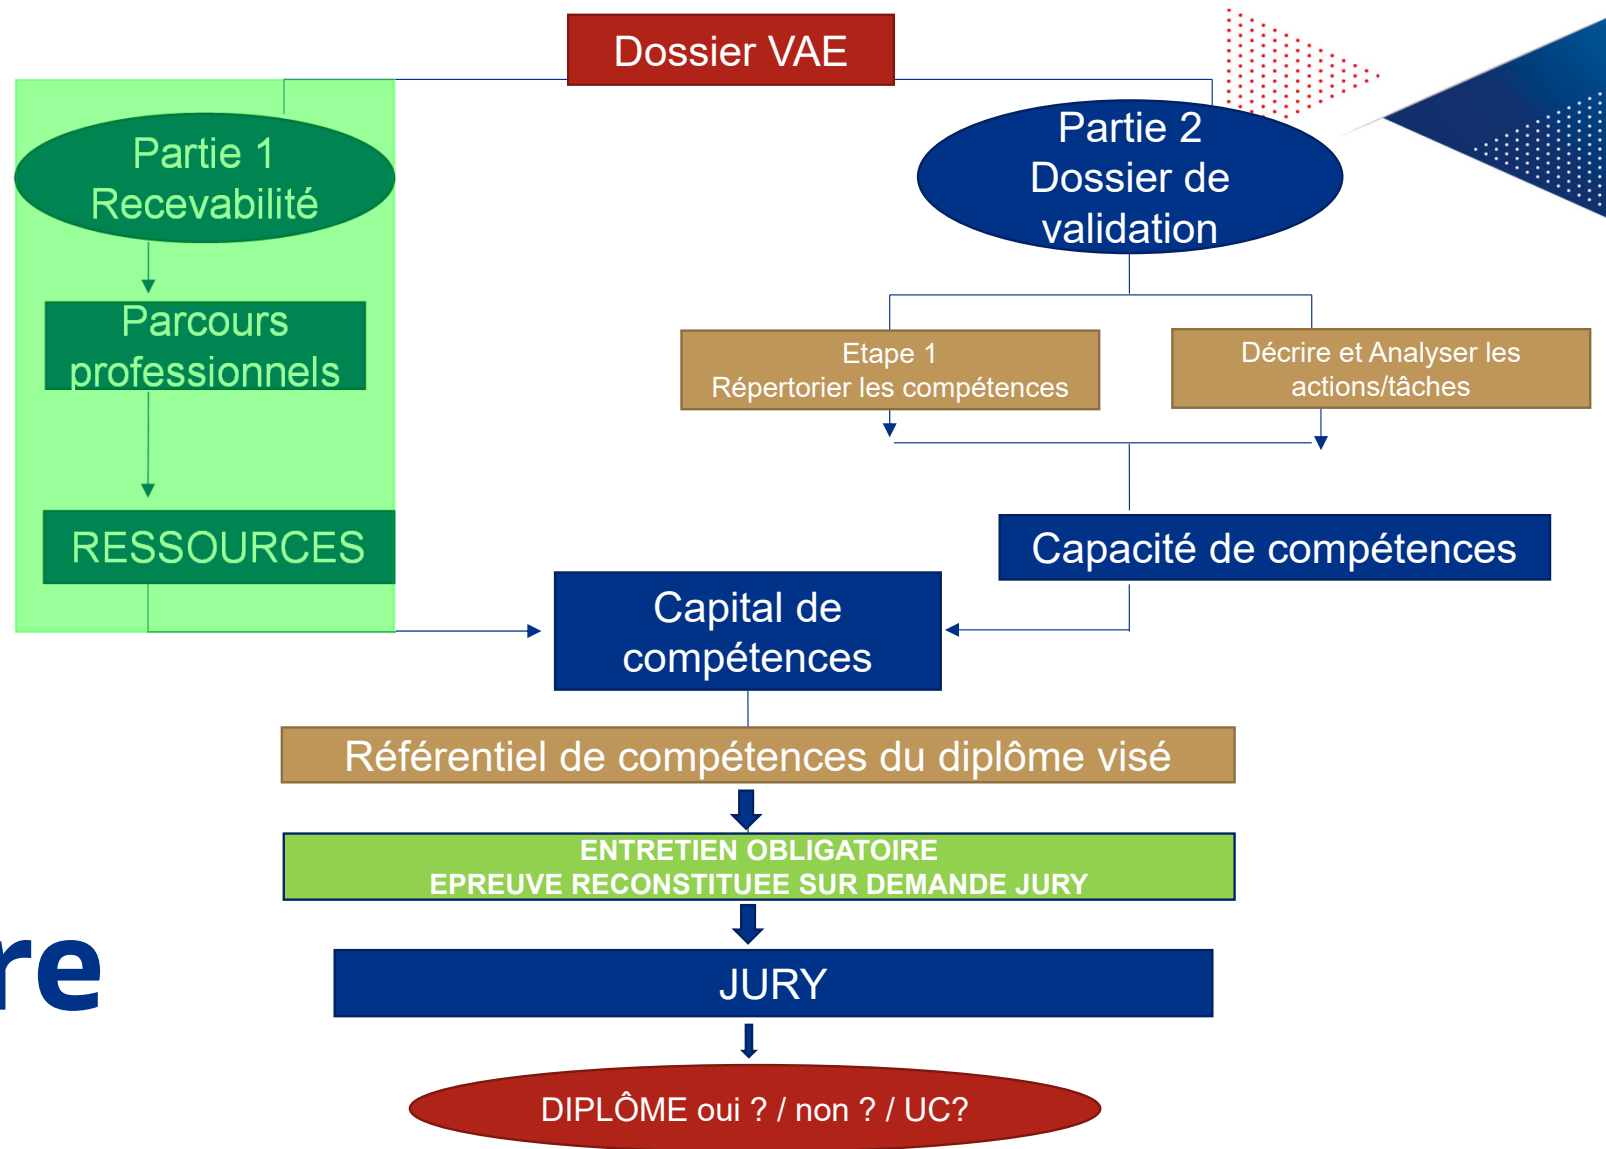 Dossier VAE
Partie 1
Recevabilité
Parcours
professionnels
RESSOURCES
Partie 2
Dossier de
validation
Etape 1
Répertorier les compétences
Décrire et Analyser les
actions/tâches
Capacité de compétences
Capital de
compétences
Référentiel de compétences du diplôme visé
ENTRETIEN OBLIGATOIRE
EPREUVE RECONSTITUEE SUR DEMANDE JURY
re
JURY
DIPLÔME oui ? / non ? / UC?